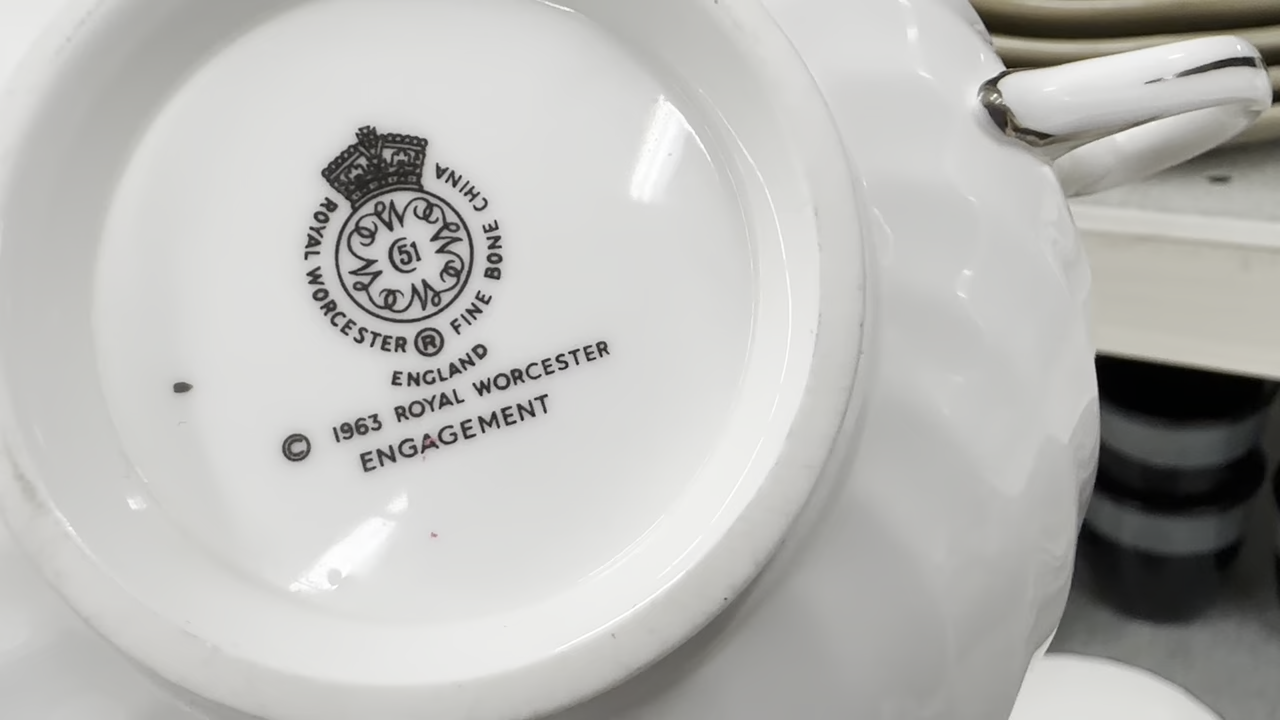 ROYAL WORCESTER ® FINE BONE CHINA
51
ENGLAND
© 1963 ROYAL WORCESTER
ENGAGEMENT